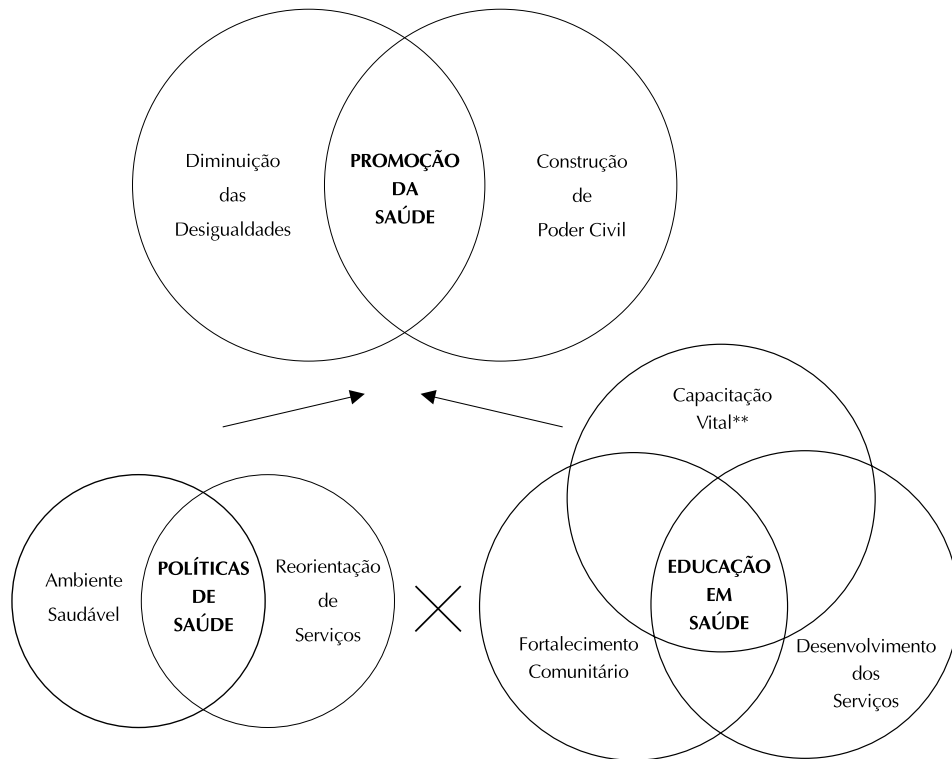 Diminuição
das
Desigualdades
PROMOÇÃO
DA
SAÚDE
Construção
de
Poder Civil
Capacitação
Vital**
Ambiente
Saudável
POLÍTICAS
DE
SAÚDE
Reorientação
de
Serviços
EDUCAÇÃO
EM
SAÚDE
Fortalecimento
Comunitário
Desenvolvimento
dos
Serviços